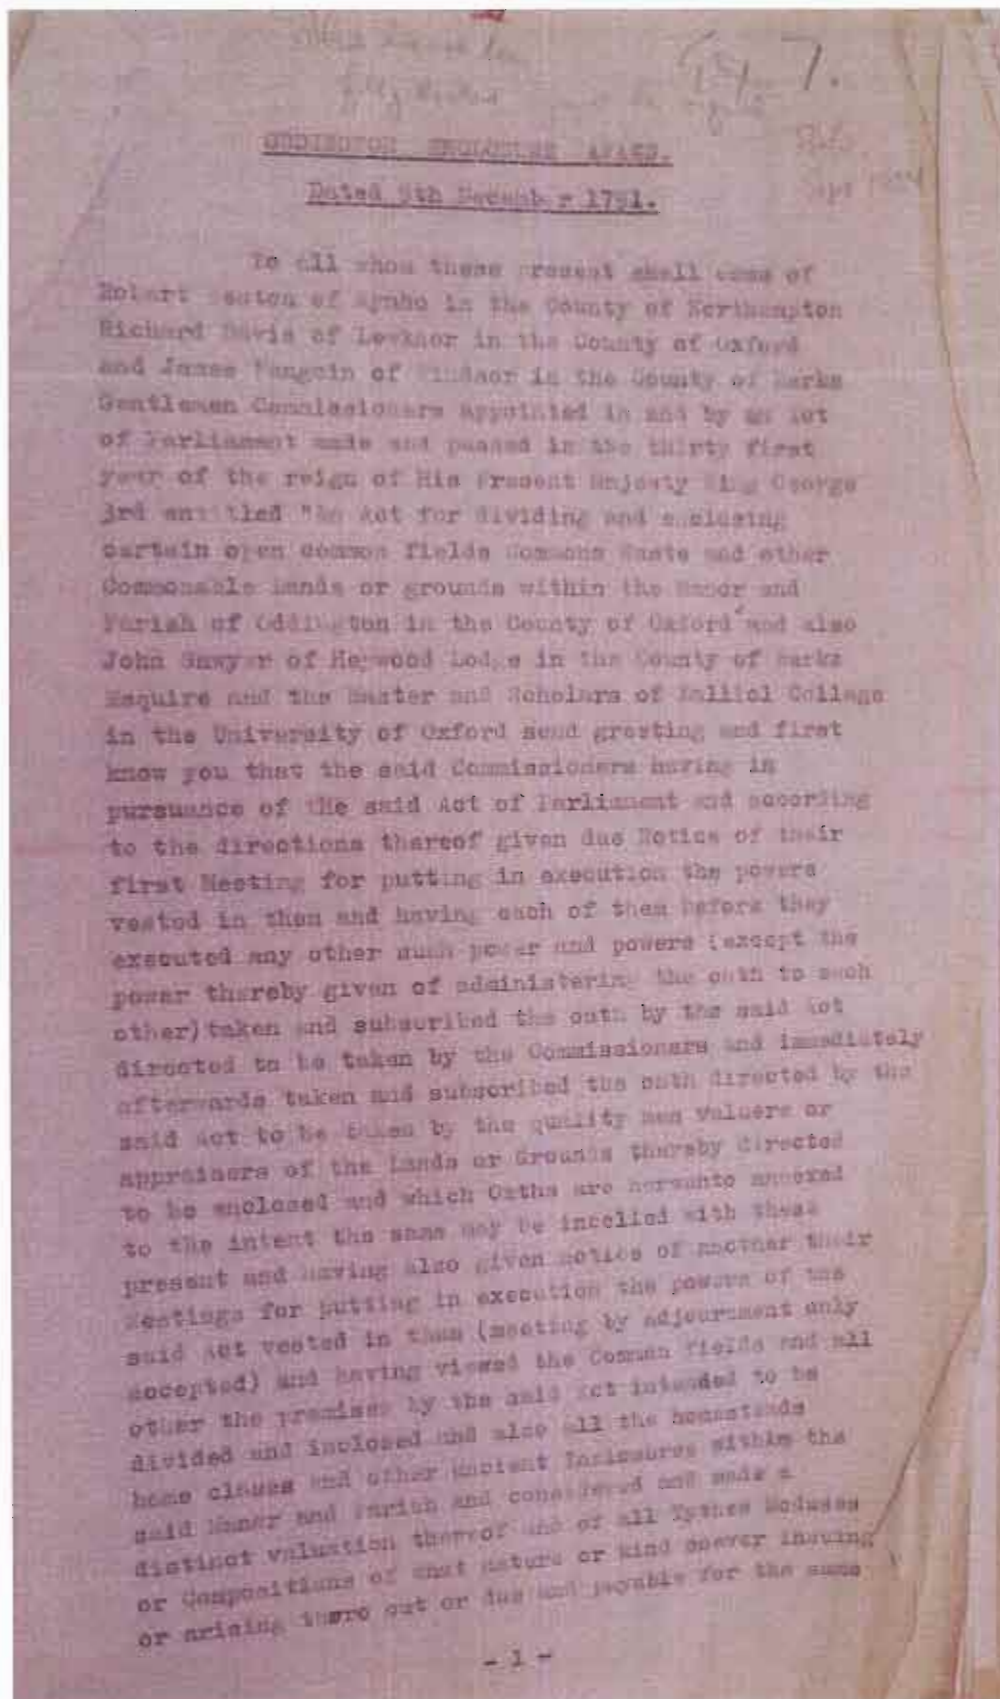 7.
ODDINGTON ENCLOSURE AWARD.
Dated 5th December 1791.
To all whom these present shall come of
Robert Weston of Aynho in the County of Northampton
Richard Davis of Lewknor in the County of Oxford
and James of Windsor in the County of Berks
Gentlemen Commissioners appointed in and by an Act
of Parliament made and passed in the thirty first
year of the reign of His Present Majesty King George
3rd entitled "An Act for dividing and enclosing
certain open common fields Commons Waste and other
Commonable Lands or grounds within the Manor and
Parish of Oddington in the County of Oxford" and also
John Sawyer of Heywood Lodge in the County of Berks
Esquire and the Master and Scholars of Balliol College
in the University of Oxford send greeting and first
know you that the said Commissioners having in
pursuance of the said Act of Parliament and according
to the directions thereof given due Notice of their
first Meeting for putting in execution the powers
vested in them and having each of them before they
executed any other such power and powers (except the
power thereby given of administering the oath to each
other) taken and subscribed the oath by the said Act
directed to be taken by the Commissioners and immediately
afterwards taken and subscribed the oath directed by the
said Act to be taken by the quality men valuers or
appraisers of the Lands or Grounds thereby directed
to be enclosed and which Oaths are hereunto annexed
to the intent the same may be incolled with these
present and having also given notice of another their
Meetings for putting in execution the powers of the
said Act vested in them (meeting by adjournment only
accepted) and having viewed the Common fields and all
other the premises by the said Act intended to be
divided and inclosed and also all the homesteads
home closes and other ancient Inclosures within the
said Manor and Parish and considered and made a
distinct valuation thereof and of all Tythes Moduses
or Compositions of what nature or kind soever issuing
or arising there out or due and payable for the same
- 1 -